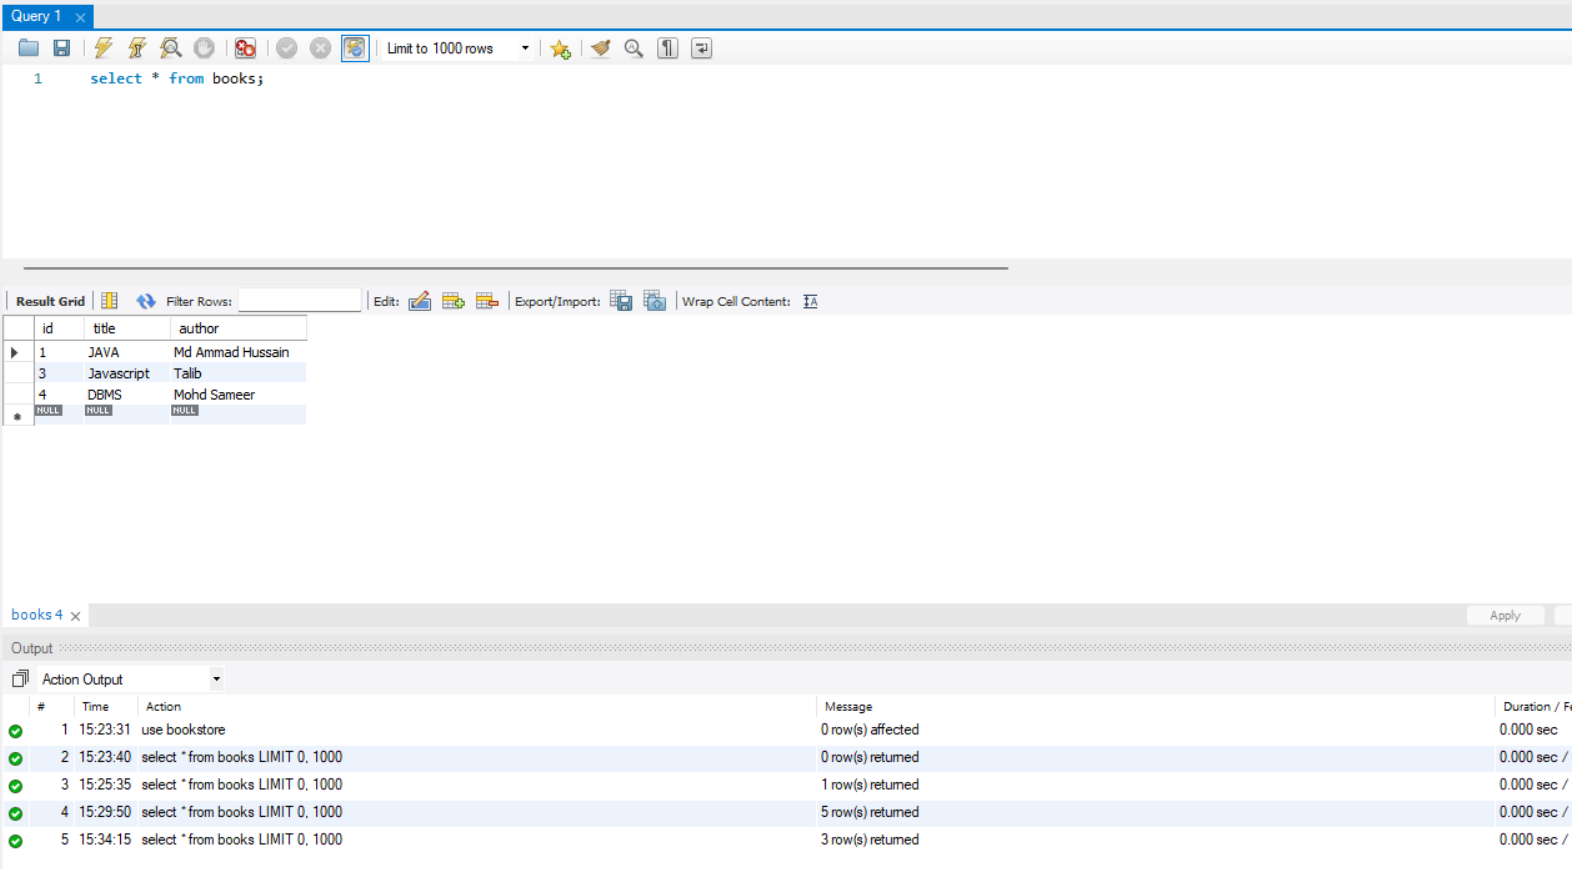 Query 1
Limit to 1000 rows
1 select * from books;
Result Grid Filter Rows: Edit: Export/Import: Wrap Cell Content:
id title author
1 JAVA Md Ammad Hussain
3 Javascript Talib
4 DBMS Mohd Sameer
NULL NULL NULL
books 4 Apply
Output
Action Output
# Time Action Message Duration / Fe
1 15:23:31 use bookstore 0 row(s) affected 0.000 sec
2 15:23:40 select * from books LIMIT 0, 1000 0 row(s) returned 0.000 sec /
3 15:25:35 select * from books LIMIT 0, 1000 1 row(s) returned 0.000 sec /
4 15:29:50 select * from books LIMIT 0, 1000 5 row(s) returned 0.000 sec /
5 15:34:15 select * from books LIMIT 0, 1000 3 row(s) returned 0.000 sec /